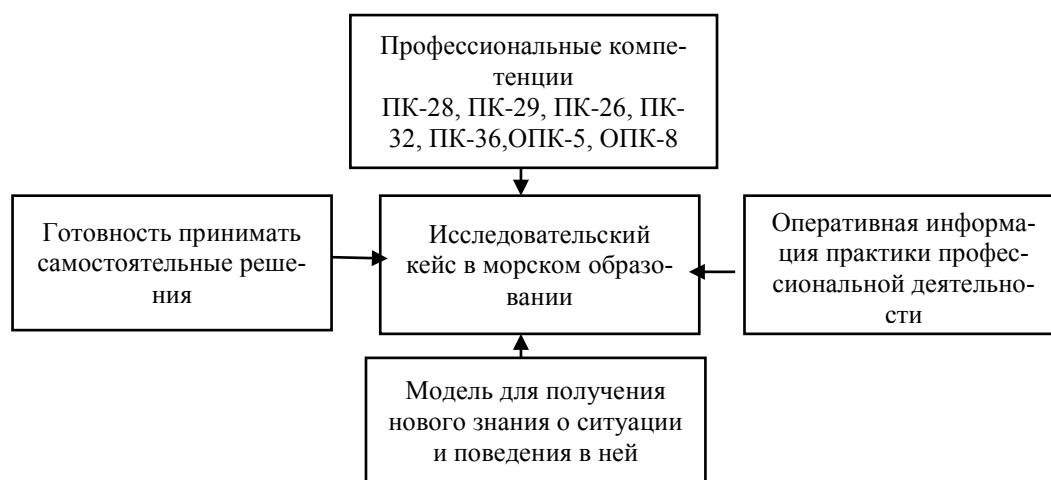 Профессиональные компе-
тенции
ПК-28, ПК-29, ПК-26, ПК-
32, ПК-36,ОПК-5, ОПК-8
Готовность принимать
самостоятельные реше-
ния
Исследовательский
кейс в морском образо-
вании
Оперативная информа-
ция практики профес-
сиональной деятельно-
сти
Модель для получения
нового знания о ситуации
и поведения в ней